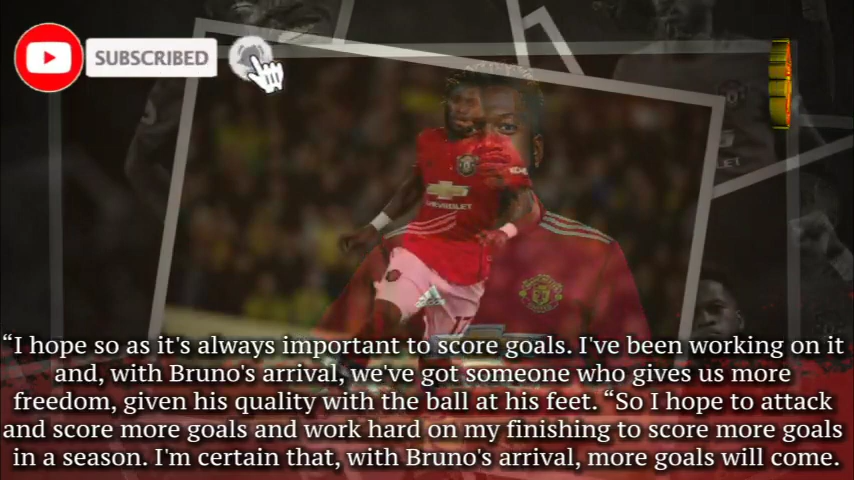 SUBSCRIBED
CHEVROLET
adidas
17
“I hope so as it's always important to score goals. I've been working on it
and, with Bruno's arrival, we've got someone who gives us more
freedom, given his quality with the ball at his feet. “So I hope to attack
and score more goals and work hard on my finishing to score more goals
in a season. I'm certain that, with Bruno's arrival, more goals will come.